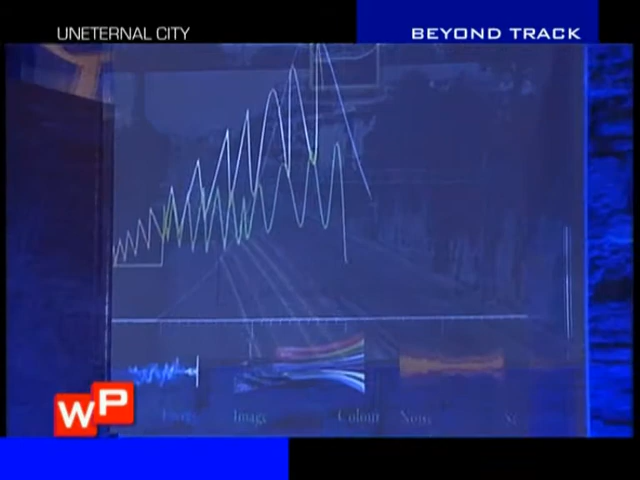 UNETERNAL CITY
BEYOND TRACK
Image
Colour
Noise
WP